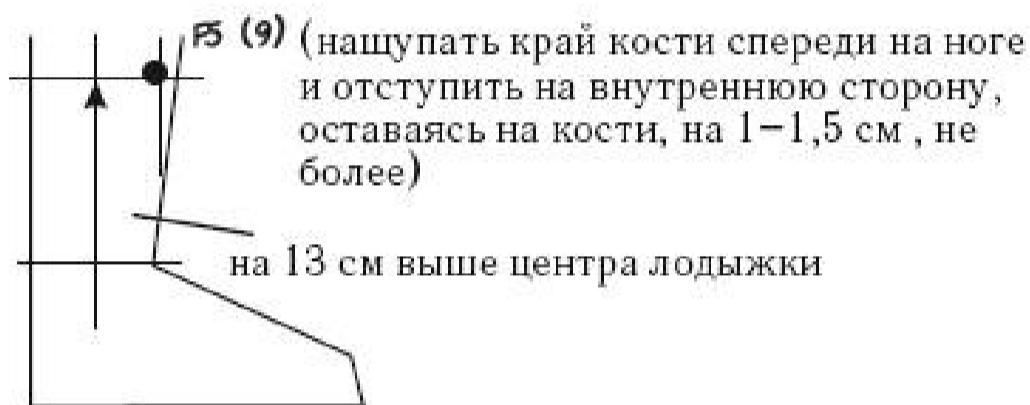 F5 (9) (нащупать край кости спереди на ноге
и отступить на внутреннюю сторону,
оставаясь на кости, на 1–1,5 см , не
более)
на 13 см выше центра лодыжки